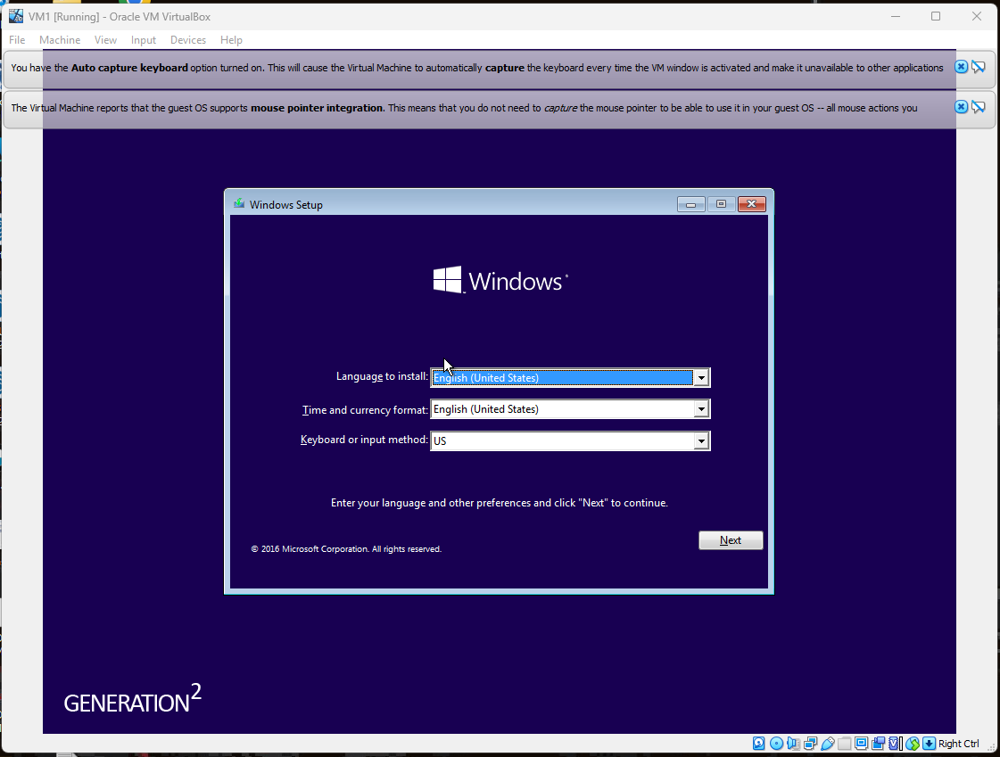 VM1 [Running] - Oracle VM VirtualBox
File Machine View Input Devices Help
You have the Auto capture keyboard option turned on. This will cause the Virtual Machine to automatically capture the keyboard every time the VM window is activated and make it unavailable to other applications
The Virtual Machine reports that the guest OS supports mouse pointer integration. This means that you do not need to capture the mouse pointer to be able to use it in your guest OS -- all mouse actions you
Windows Setup
Windows
Language to install: English (United States)
Time and currency format: English (United States)
Keyboard or input method: US
Enter your language and other preferences and click "Next" to continue.
Next
© 2016 Microsoft Corporation. All rights reserved.
GENERATION2
Right Ctrl